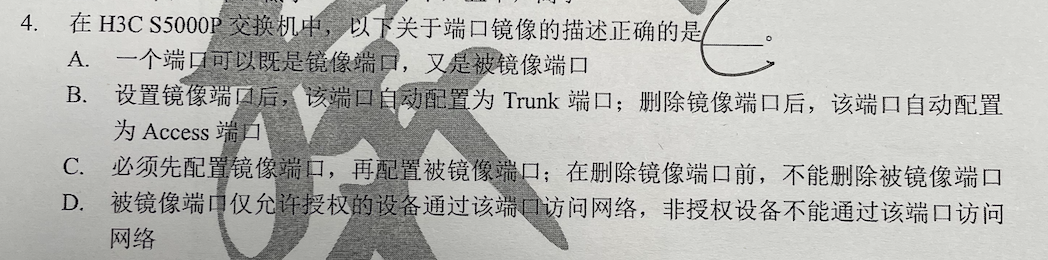 4. 在 H3C S5000P 交换机中，以下关于端口镜像的描述正确的是______。
A. 一个端口可以既是镜像端口，又是被镜像端口
B. 设置镜像端口后，该端口自动配置为 Trunk 端口；删除镜像端口后，该端口自动配置
为 Access 端口
C. 必须先配置镜像端口，再配置被镜像端口；在删除镜像端口前，不能删除被镜像端口
D. 被镜像端口仅允许授权的设备通过该端口访问网络，非授权设备不能通过该端口访问
网络